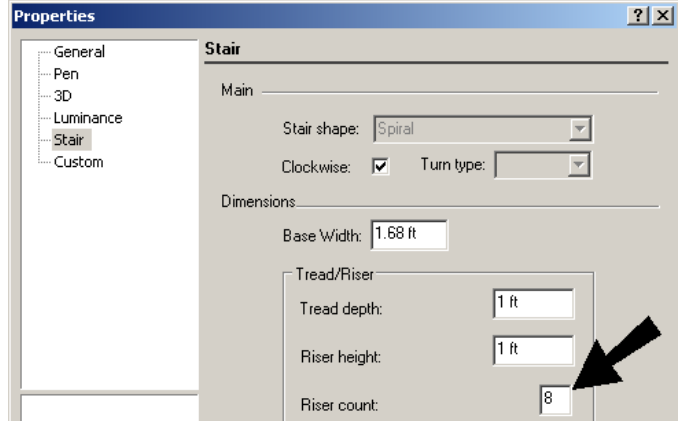 Properties
General
Pen
3D
Luminance
Stair
Custom
Stair
Main
Stair shape: Spiral
Clockwise: Turn type:
Dimensions
Base Width: 1.68 ft
Tread/Riser
Tread depth: 1 ft
Riser height: 1 ft
Riser count: 8